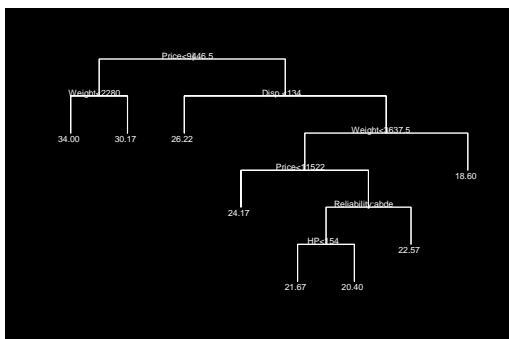 Price<9446.5
Weight<2280
Disp.<134
34.00
30.17
26.22
Weight<3637.5
Price<11522
18.60
24.17
Reliability:abde
22.57
HP<154
21.67
20.40